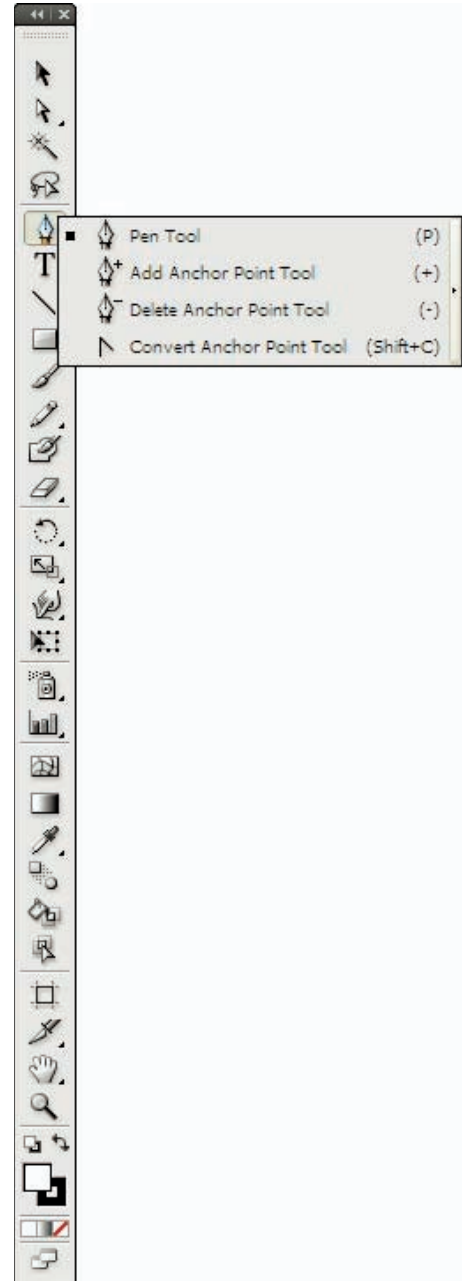 Pen Tool (P)
T
Add Anchor Point Tool (+)
Delete Anchor Point Tool (-)
Convert Anchor Point Tool (Shift+C)